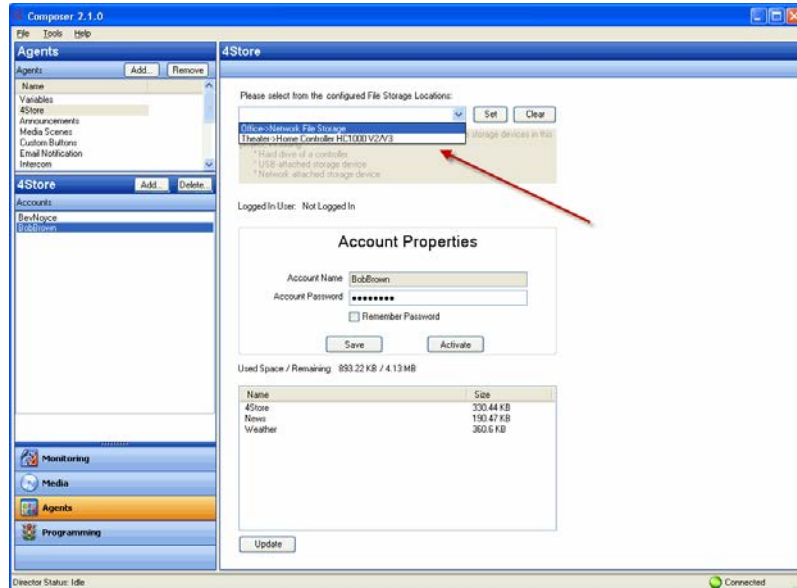 Composer 2.1.0
File Tools Help
Agents
Agents Add... Remove
Name
Variables
4Store
Announcements
Media Scenes
Custom Buttons
Email Notification
Intercom
4Store Add... Delete...
Accounts
BevNoyce
BobBrown
Monitoring
Media
Agents
Programming
4Store
Please select from the configured File Storage Locations:
Set Clear
Office->Network File Storage
Theater->Home Controller HC1000 V2/V3
storage devices in this
* Hard drive of a controller
* USB-attached storage device
* Network attached storage device
Logged In User: Not Logged In
Account Properties
Account Name BobBrown
Account Password ●●●●●●●●
Remember Password
Save Activate
Used Space / Remaining: 893.22 KB / 4.13 MB
Name Size
4Store 330.44 KB
News 190.47 KB
Weather 360.6 KB
Update
Director Status: Idle
Connected